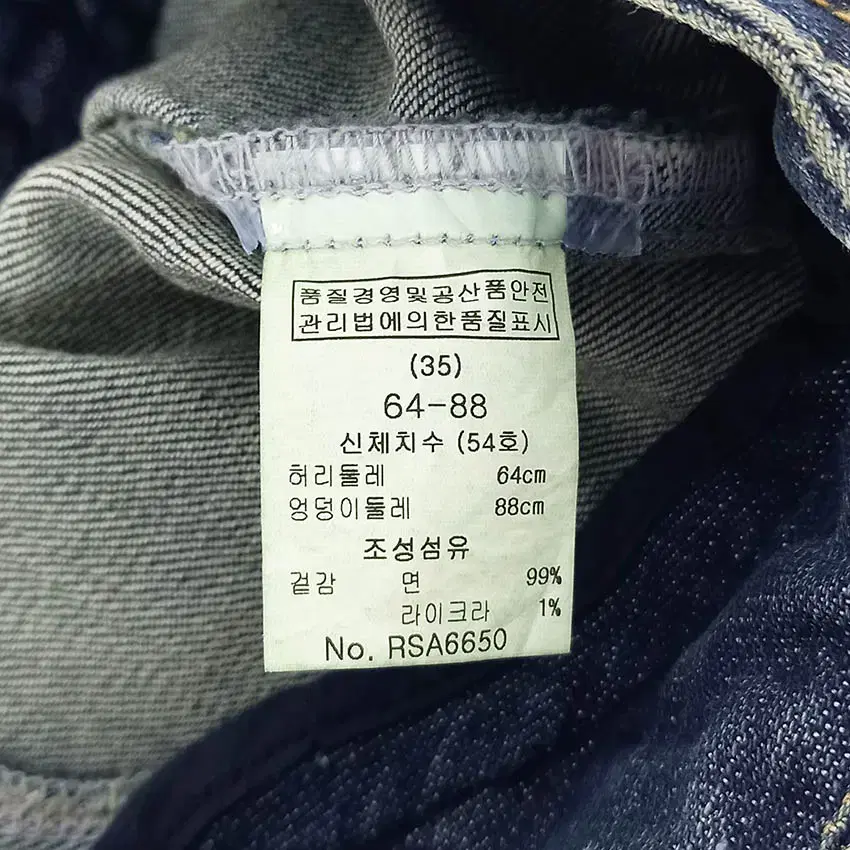 품질경영및공산품안전
관리법에의한품질표시
(35)
64-88
신체치수 (54호)
허리둘레 64cm
엉덩이둘레 88cm
조성섬유
겉감 면 99%
라이크라 1%
No. RSA6650